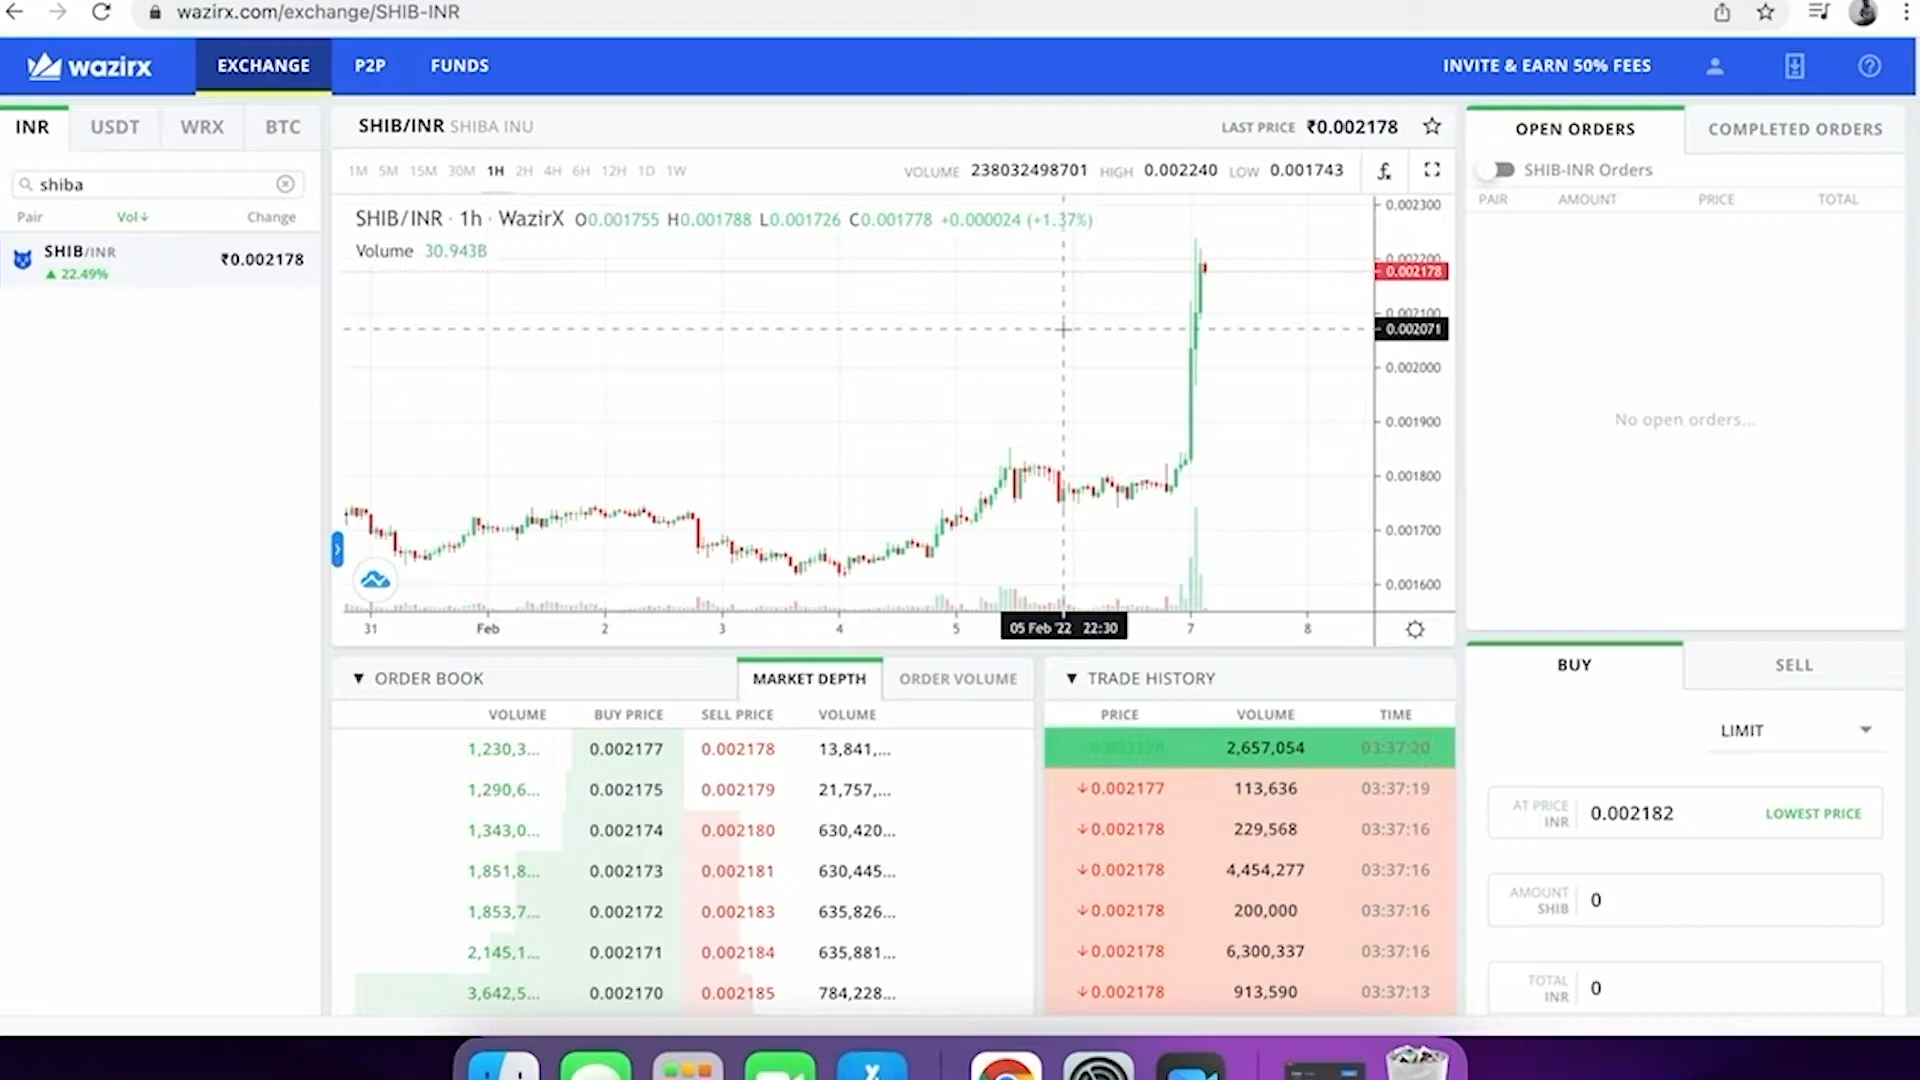 wazirx.com/exchange/SHIB-INR
wazirx EXCHANGE P2P FUNDS INVITE & EARN 50% FEES
INR USDT WRX BTC
shiba
Pair Vol↓ Change
SHIB/INR ₹0.002178
▲ 22.49%
SHIB/INR SHIBA INU LAST PRICE ₹0.002178
1M 5M 15M 30M 1H 2H 4H 6H 12H 1D 1W VOLUME 238032498701 HIGH 0.002240 LOW 0.001743
SHIB/INR · 1h · WazirX O0.001755 H0.001788 L0.001726 C0.001778 +0.000024 (+1.37%)
Volume 30.943B
0.002300
0.002200
0.002178
0.002100
0.002071
0.002000
0.001900
0.001800
0.001700
0.001600
31 Feb 2 3 4 5 05 Feb '22 22:30 7 8
OPEN ORDERS COMPLETED ORDERS
SHIB-INR Orders
PAIR AMOUNT PRICE TOTAL
No open orders...
▼ ORDER BOOK MARKET DEPTH ORDER VOLUME
VOLUME BUY PRICE SELL PRICE VOLUME
1,230,3... 0.002177 0.002178 13,841,...
1,290,6... 0.002175 0.002179 21,757,...
1,343,0... 0.002174 0.002180 630,420...
1,851,8... 0.002173 0.002181 630,445...
1,853,7... 0.002172 0.002183 635,826...
2,145,1... 0.002171 0.002184 635,881...
3,642,5... 0.002170 0.002185 784,228...
▼ TRADE HISTORY
PRICE VOLUME TIME
2,657,054 03:37:20
↓0.002177 113,636 03:37:19
↓0.002178 229,568 03:37:16
↓0.002178 4,454,277 03:37:16
↓0.002178 200,000 03:37:16
↓0.002178 6,300,337 03:37:16
↓0.002178 913,590 03:37:13
BUY SELL
LIMIT
AT PRICE INR 0.002182 LOWEST PRICE
AMOUNT SHIB 0
TOTAL INR 0